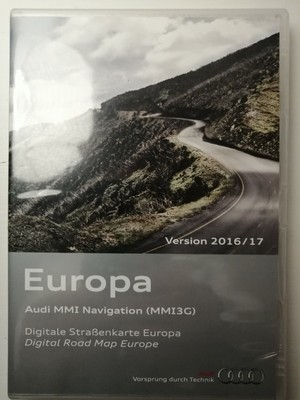 Version 2016/17
Europa
Audi MMI Navigation (MMI3G)
Digitale Straßenkarte Europa
Digital Road Map Europe
Vorsprung durch Technik